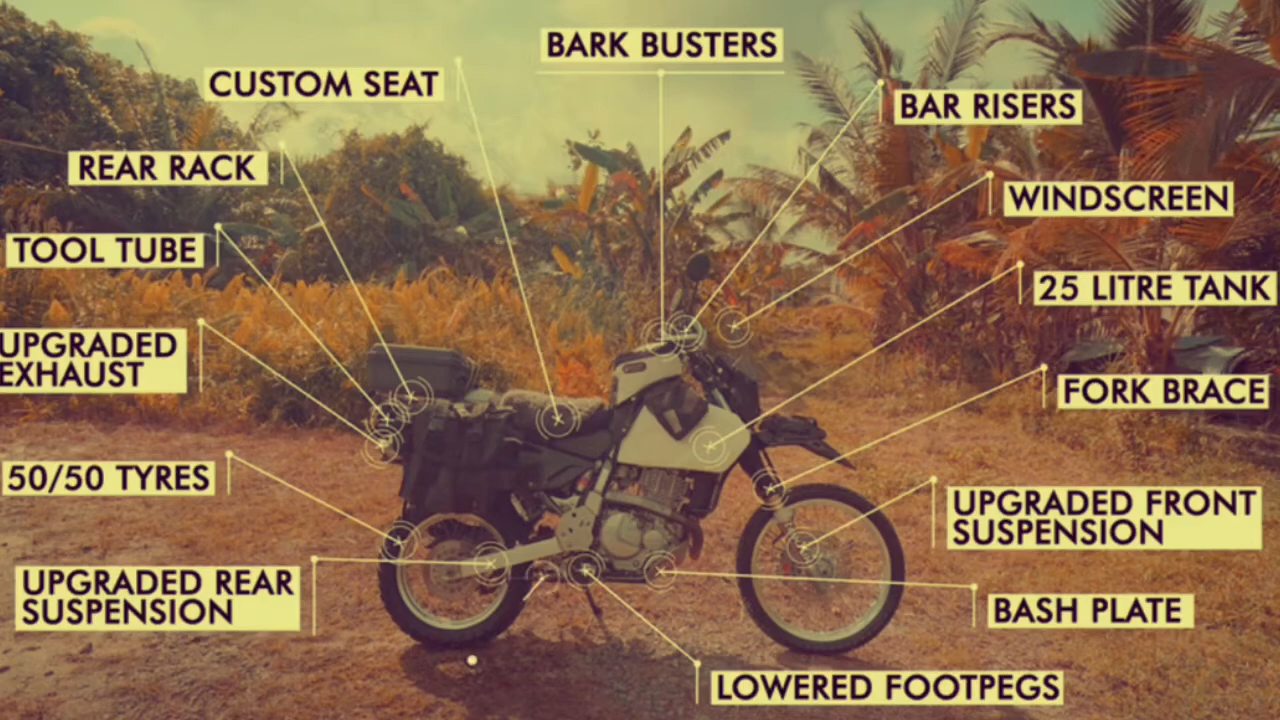 BARK BUSTERS
CUSTOM SEAT
BAR RISERS
REAR RACK
WINDSCREEN
TOOL TUBE
25 LITRE TANK
UPGRADED
EXHAUST
FORK BRACE
50/50 TYRES
UPGRADED FRONT
SUSPENSION
UPGRADED REAR
SUSPENSION
BASH PLATE
LOWERED FOOTPEGS